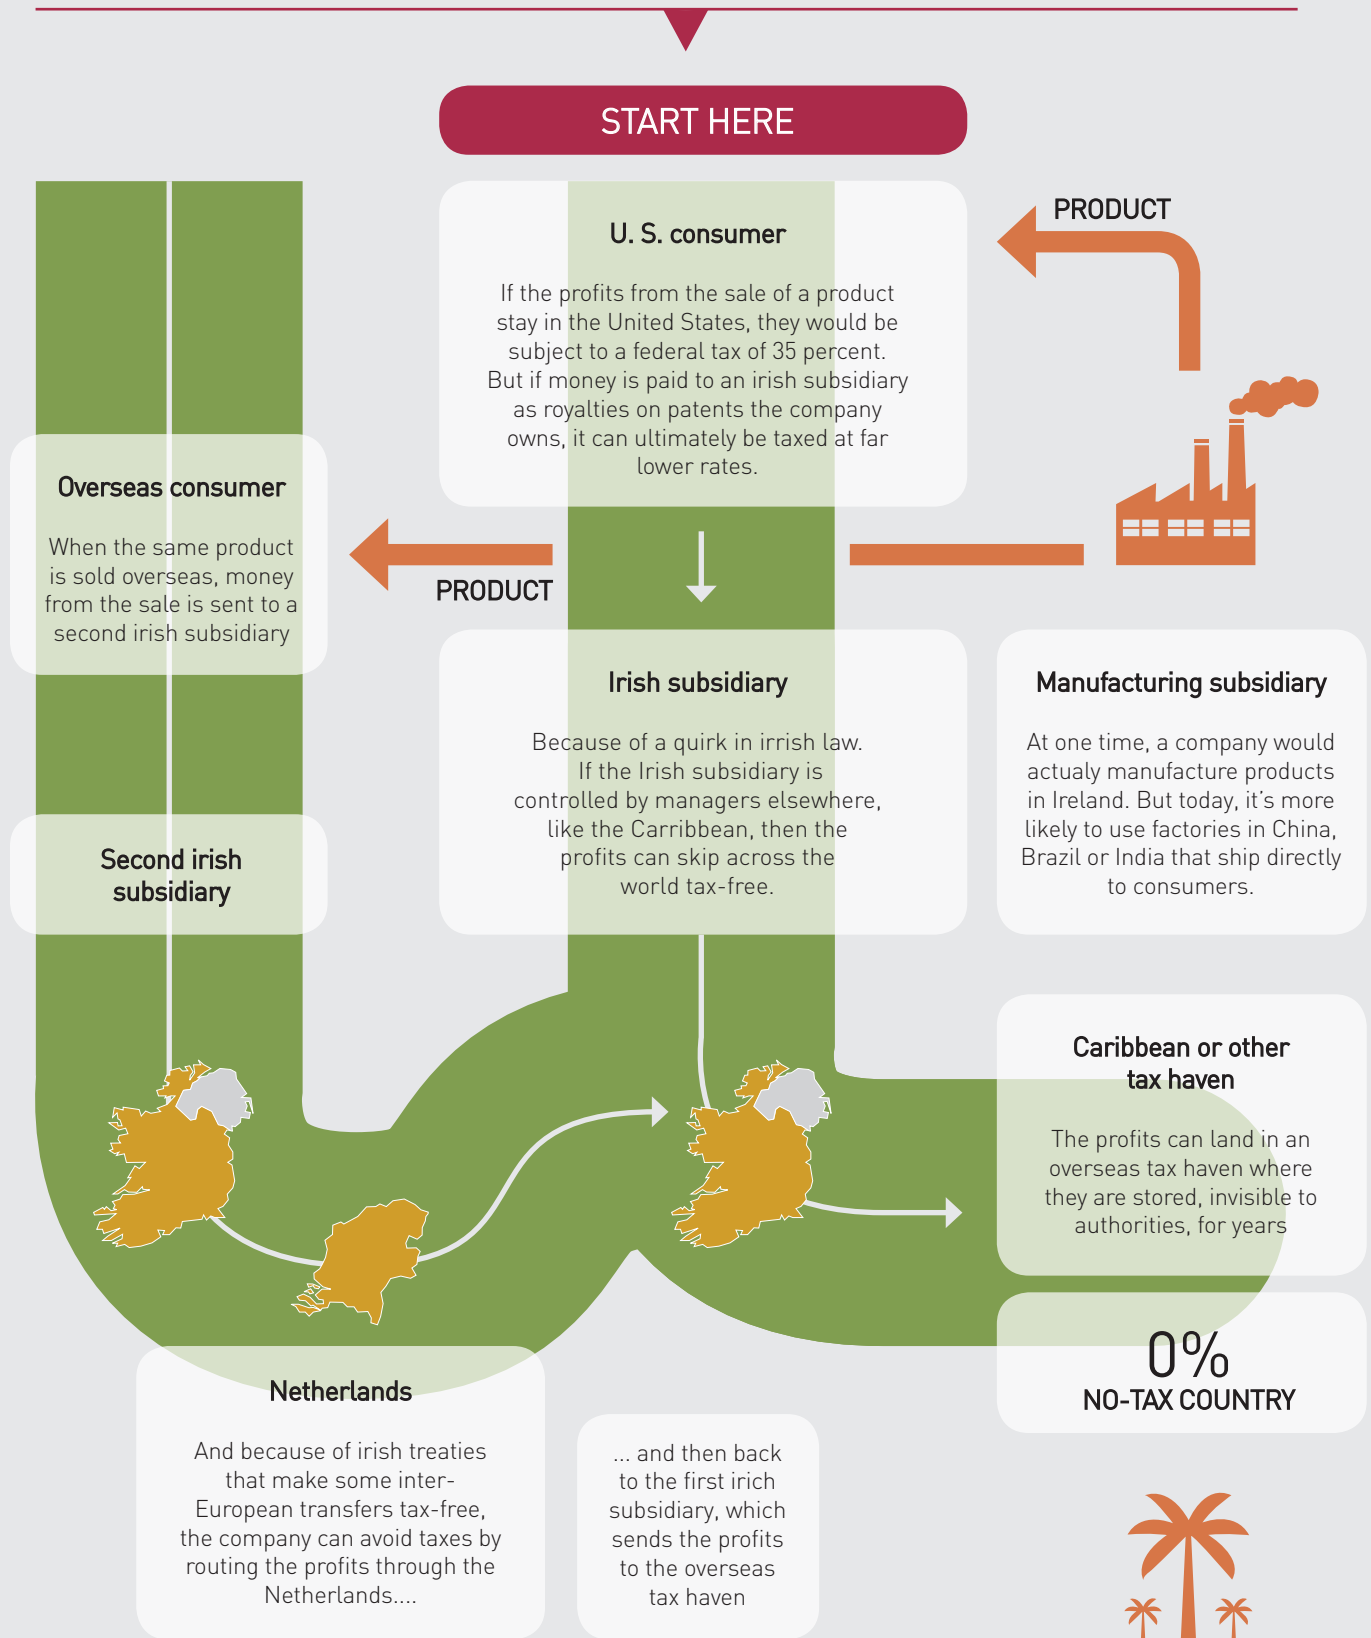 START HERE
U. S. consumer
If the profits from the sale of a product
stay in the United States, they would be
subject to a federal tax of 35 percent.
But if money is paid to an irish subsidiary
as royalties on patents the company
owns, it can ultimately be taxed at far
lower rates.
PRODUCT
Overseas consumer
When the same product
is sold overseas, money
from the sale is sent to a
second irish subsidiary
PRODUCT
Irish subsidiary
Because of a quirk in irrish law.
If the Irish subsidiary is
controlled by managers elsewhere,
like the Carribbean, then the
profits can skip across the
world tax-free.
Manufacturing subsidiary
At one time, a company would
actualy manufacture products
in Ireland. But today, it's more
likely to use factories in China,
Brazil or India that ship directly
to consumers.
Second irish
subsidiary
Caribbean or other
tax haven
The profits can land in an
overseas tax haven where
they are stored, invisible to
authorities, for years
0%
NO-TAX COUNTRY
Netherlands
And because of irish treaties
that make some inter-
European transfers tax-free,
the company can avoid taxes by
routing the profits through the
Netherlands....
... and then back
to the first irich
subsidiary, which
sends the profits
to the overseas
tax haven